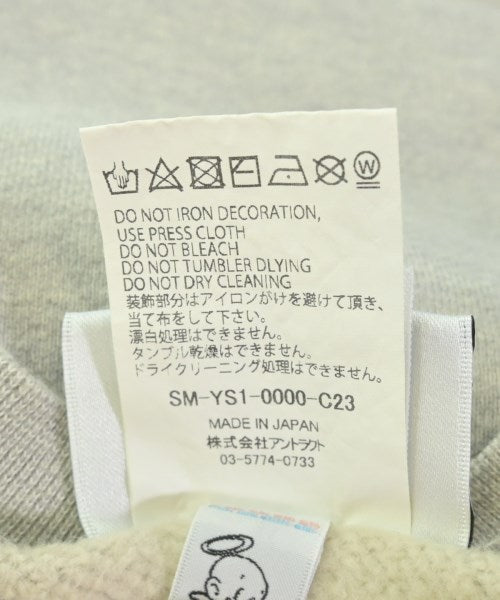 W
DO NOT IRON DECORATION,
USE PRESS CLOTH
DO NOT BLEACH
DO NOT TUMBLER DLYING
DO NOT DRY CLEANING
装飾部分はアイロンがけを避けて頂き、
当て布をして下さい。
漂白処理はできません。
タンブル乾燥はできません。
ドライクリーニング処理はできません。
SM-YS1-0000-C23
MADE IN JAPAN
株式会社アントラクト
03-5774-0733